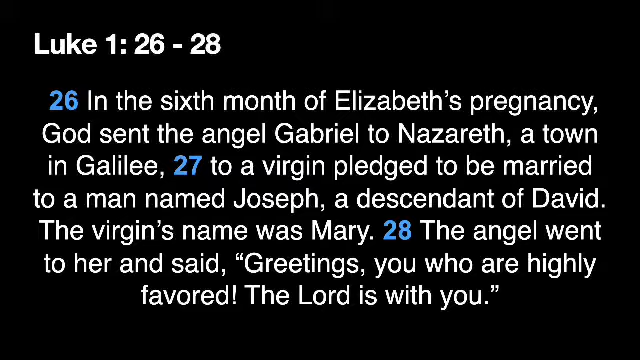 Luke 1: 26 - 28
26 In the sixth month of Elizabeth’s pregnancy,
God sent the angel Gabriel to Nazareth, a town
in Galilee, 27 to a virgin pledged to be married
to a man named Joseph, a descendant of David.
The virgin’s name was Mary. 28 The angel went
to her and said, “Greetings, you who are highly
favored! The Lord is with you.”